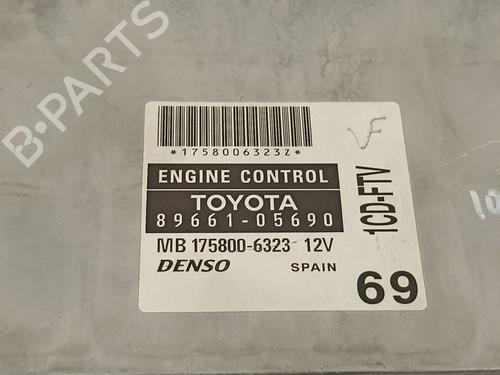 *1758006323Z*
ENGINE CONTROL
TOYOTA
89661-05690
MB 175800-6323 12V
DENSO SPAIN
1CD-FTV
69
VF
B-PARTS